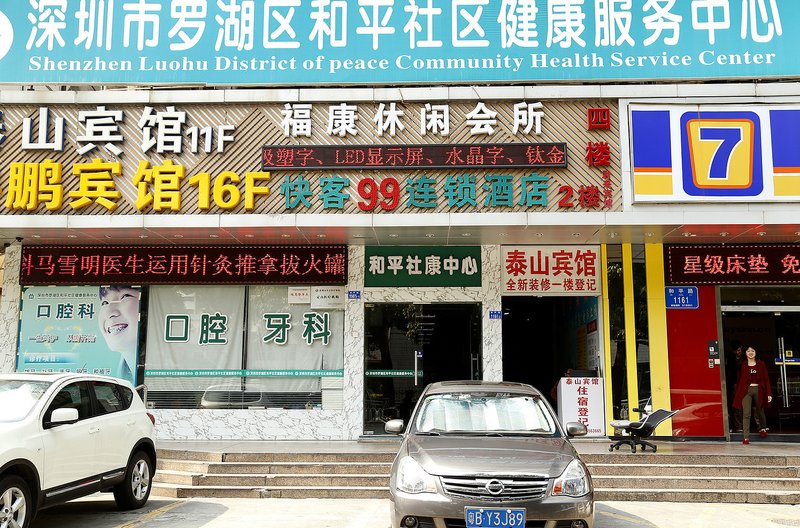 深圳市罗湖区和平社区健康服务中心
Shenzhen Luohu District of peace Community Health Service Center
山宾馆11F
鹏宾馆16F
福康休闲会所
四楼
塑字、LED显示屏、水晶字、钛金
快客99连锁酒店2楼
7
科马雪明医生运用针灸推拿拔火罐
和平社康中心
泰山宾馆
全新装修一楼登记
星级床垫 免
口腔科
口腔 牙科
和平路
1161
泰山宾馆
住宿登记
粤B·Y3J89